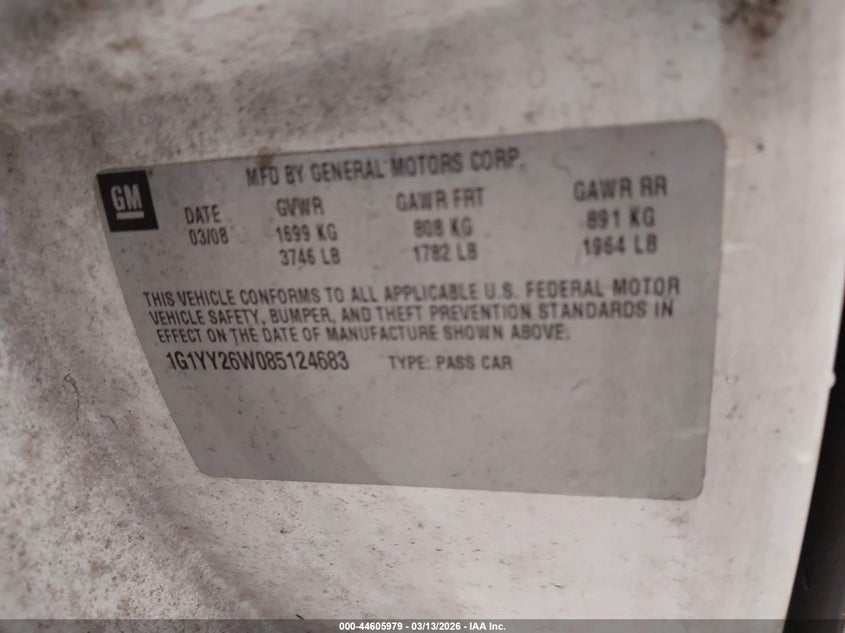 MFD BY GENERAL MOTORS CORP.
GM
DATE GVWR GAWR FRT GAWR RR
03/08 1699 KG 808 KG 891 KG
3746 LB 1782 LB 1964 LB
THIS VEHICLE CONFORMS TO ALL APPLICABLE U.S. FEDERAL MOTOR
VEHICLE SAFETY, BUMPER, AND THEFT PREVENTION STANDARDS IN
EFFECT ON THE DATE OF MANUFACTURE SHOWN ABOVE.
1G1YY26W085124683 TYPE: PASS CAR
000-44605979 - 03/13/2026 - IAA Inc.